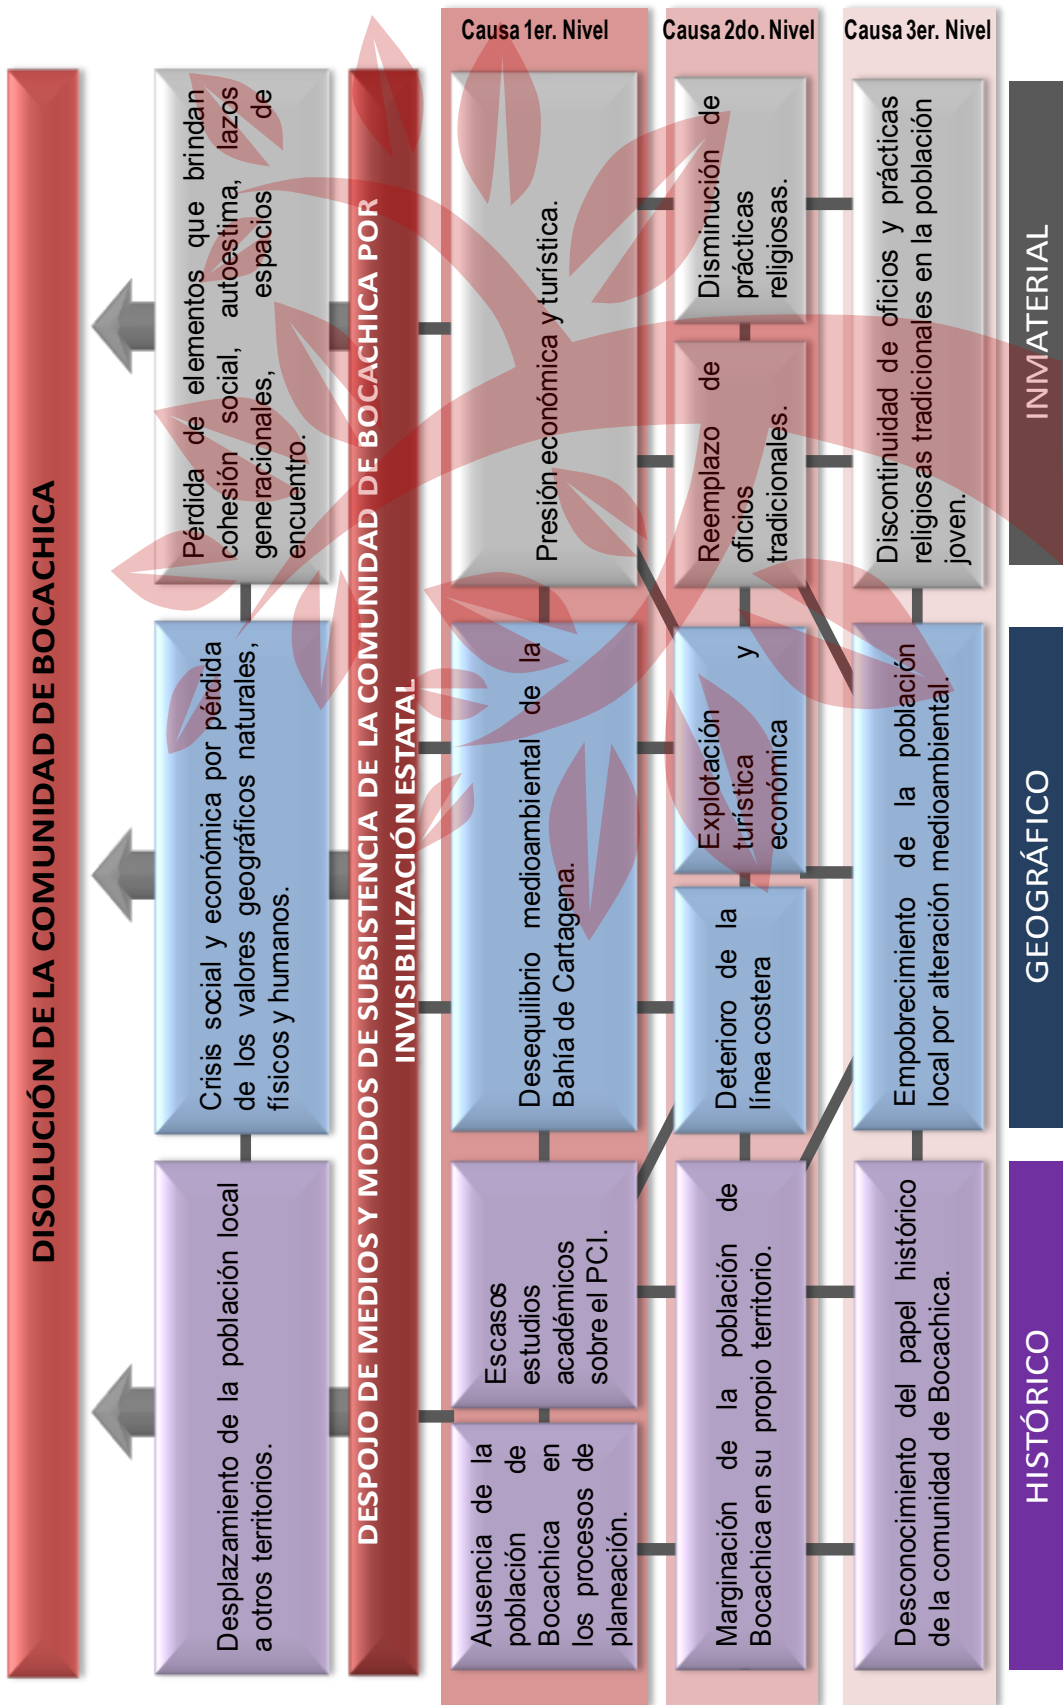 DISOLUCIÓN DE LA COMUNIDAD DE BOCACHICA
Desplazamiento de la población local
a otros territorios.
Crisis social y económica por pérdida
de los valores geográficos naturales,
físicos y humanos.
Pérdida de elementos que brindan
cohesión social, autoestima, lazos
generacionales, espacios de
encuentro.
DESPOJO DE MEDIOS Y MODOS DE SUBSISTENCIA DE LA COMUNIDAD DE BOCACHICA POR
INVISIBILIZACIÓN ESTATAL
Causa 1er. Nivel
Ausencia de la
población de
Bocachica en
los procesos de
planeación.
Escasos
estudios
académicos
sobre el PCI.
Desequilibrio medioambiental de la
Bahía de Cartagena.
Presión económica y turística.
Causa 2do. Nivel
Marginación de la población de
Bocachica en su propio territorio.
Deterioro de la
línea costera
Explotación
turística y
económica
Reemplazo de
oficios
tradicionales.
Disminución de
prácticas
religiosas.
Causa 3er. Nivel
Desconocimiento del papel histórico
de la comunidad de Bocachica.
Empobrecimiento de la población
local por alteración medioambiental.
Discontinuidad de oficios y prácticas
religiosas tradicionales en la población
joven.
HISTÓRICO
GEOGRÁFICO
INMATERIAL